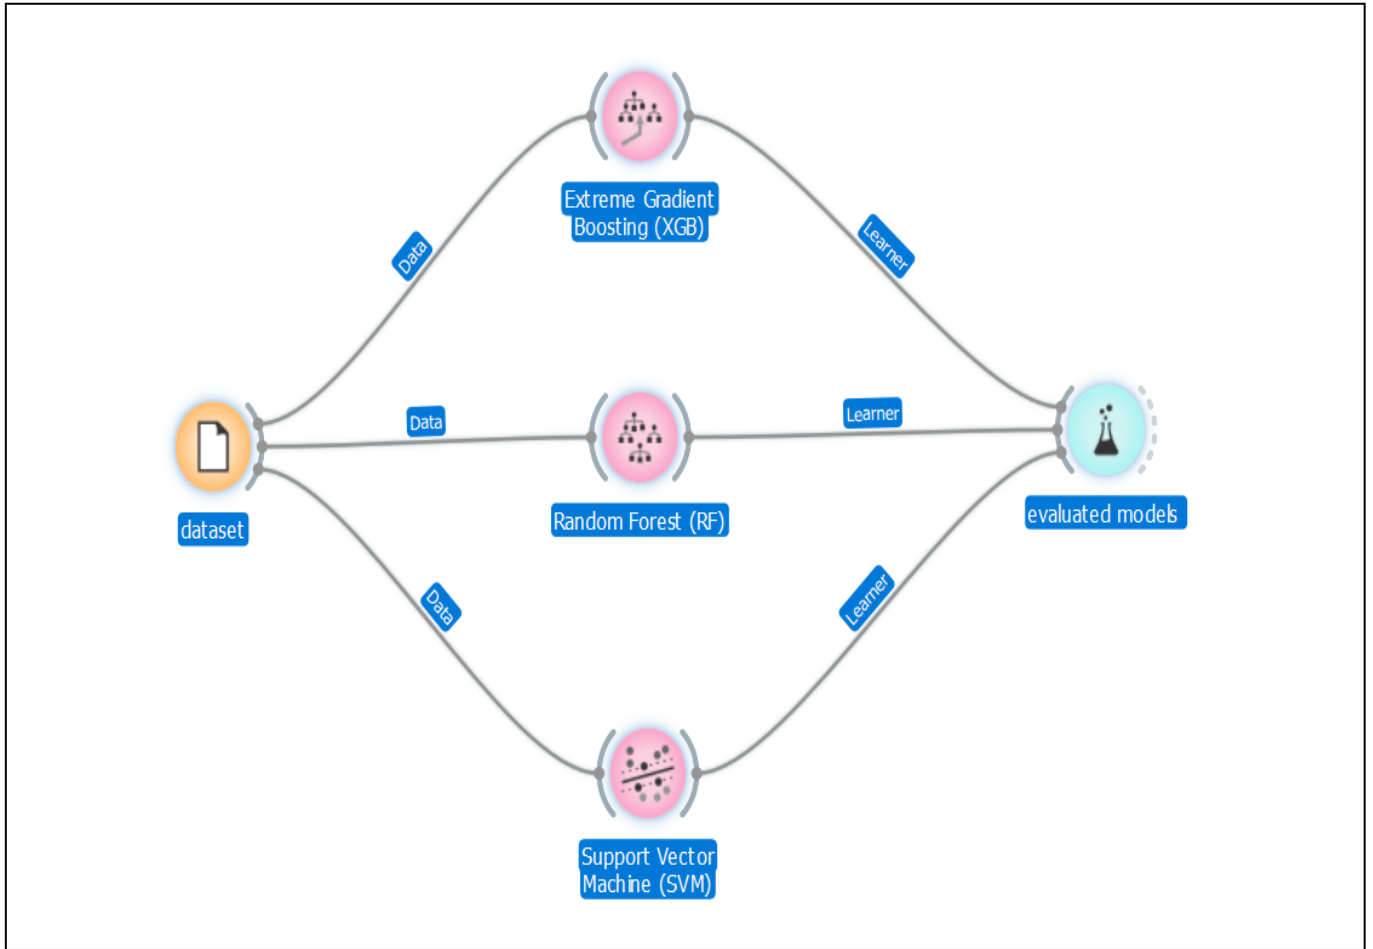 Extreme Gradient
Boosting (XGB)
Data
Learner
Data
Learner
dataset
Random Forest (RF)
evaluated models
Data
Learner
Support Vector
Machine (SVM)